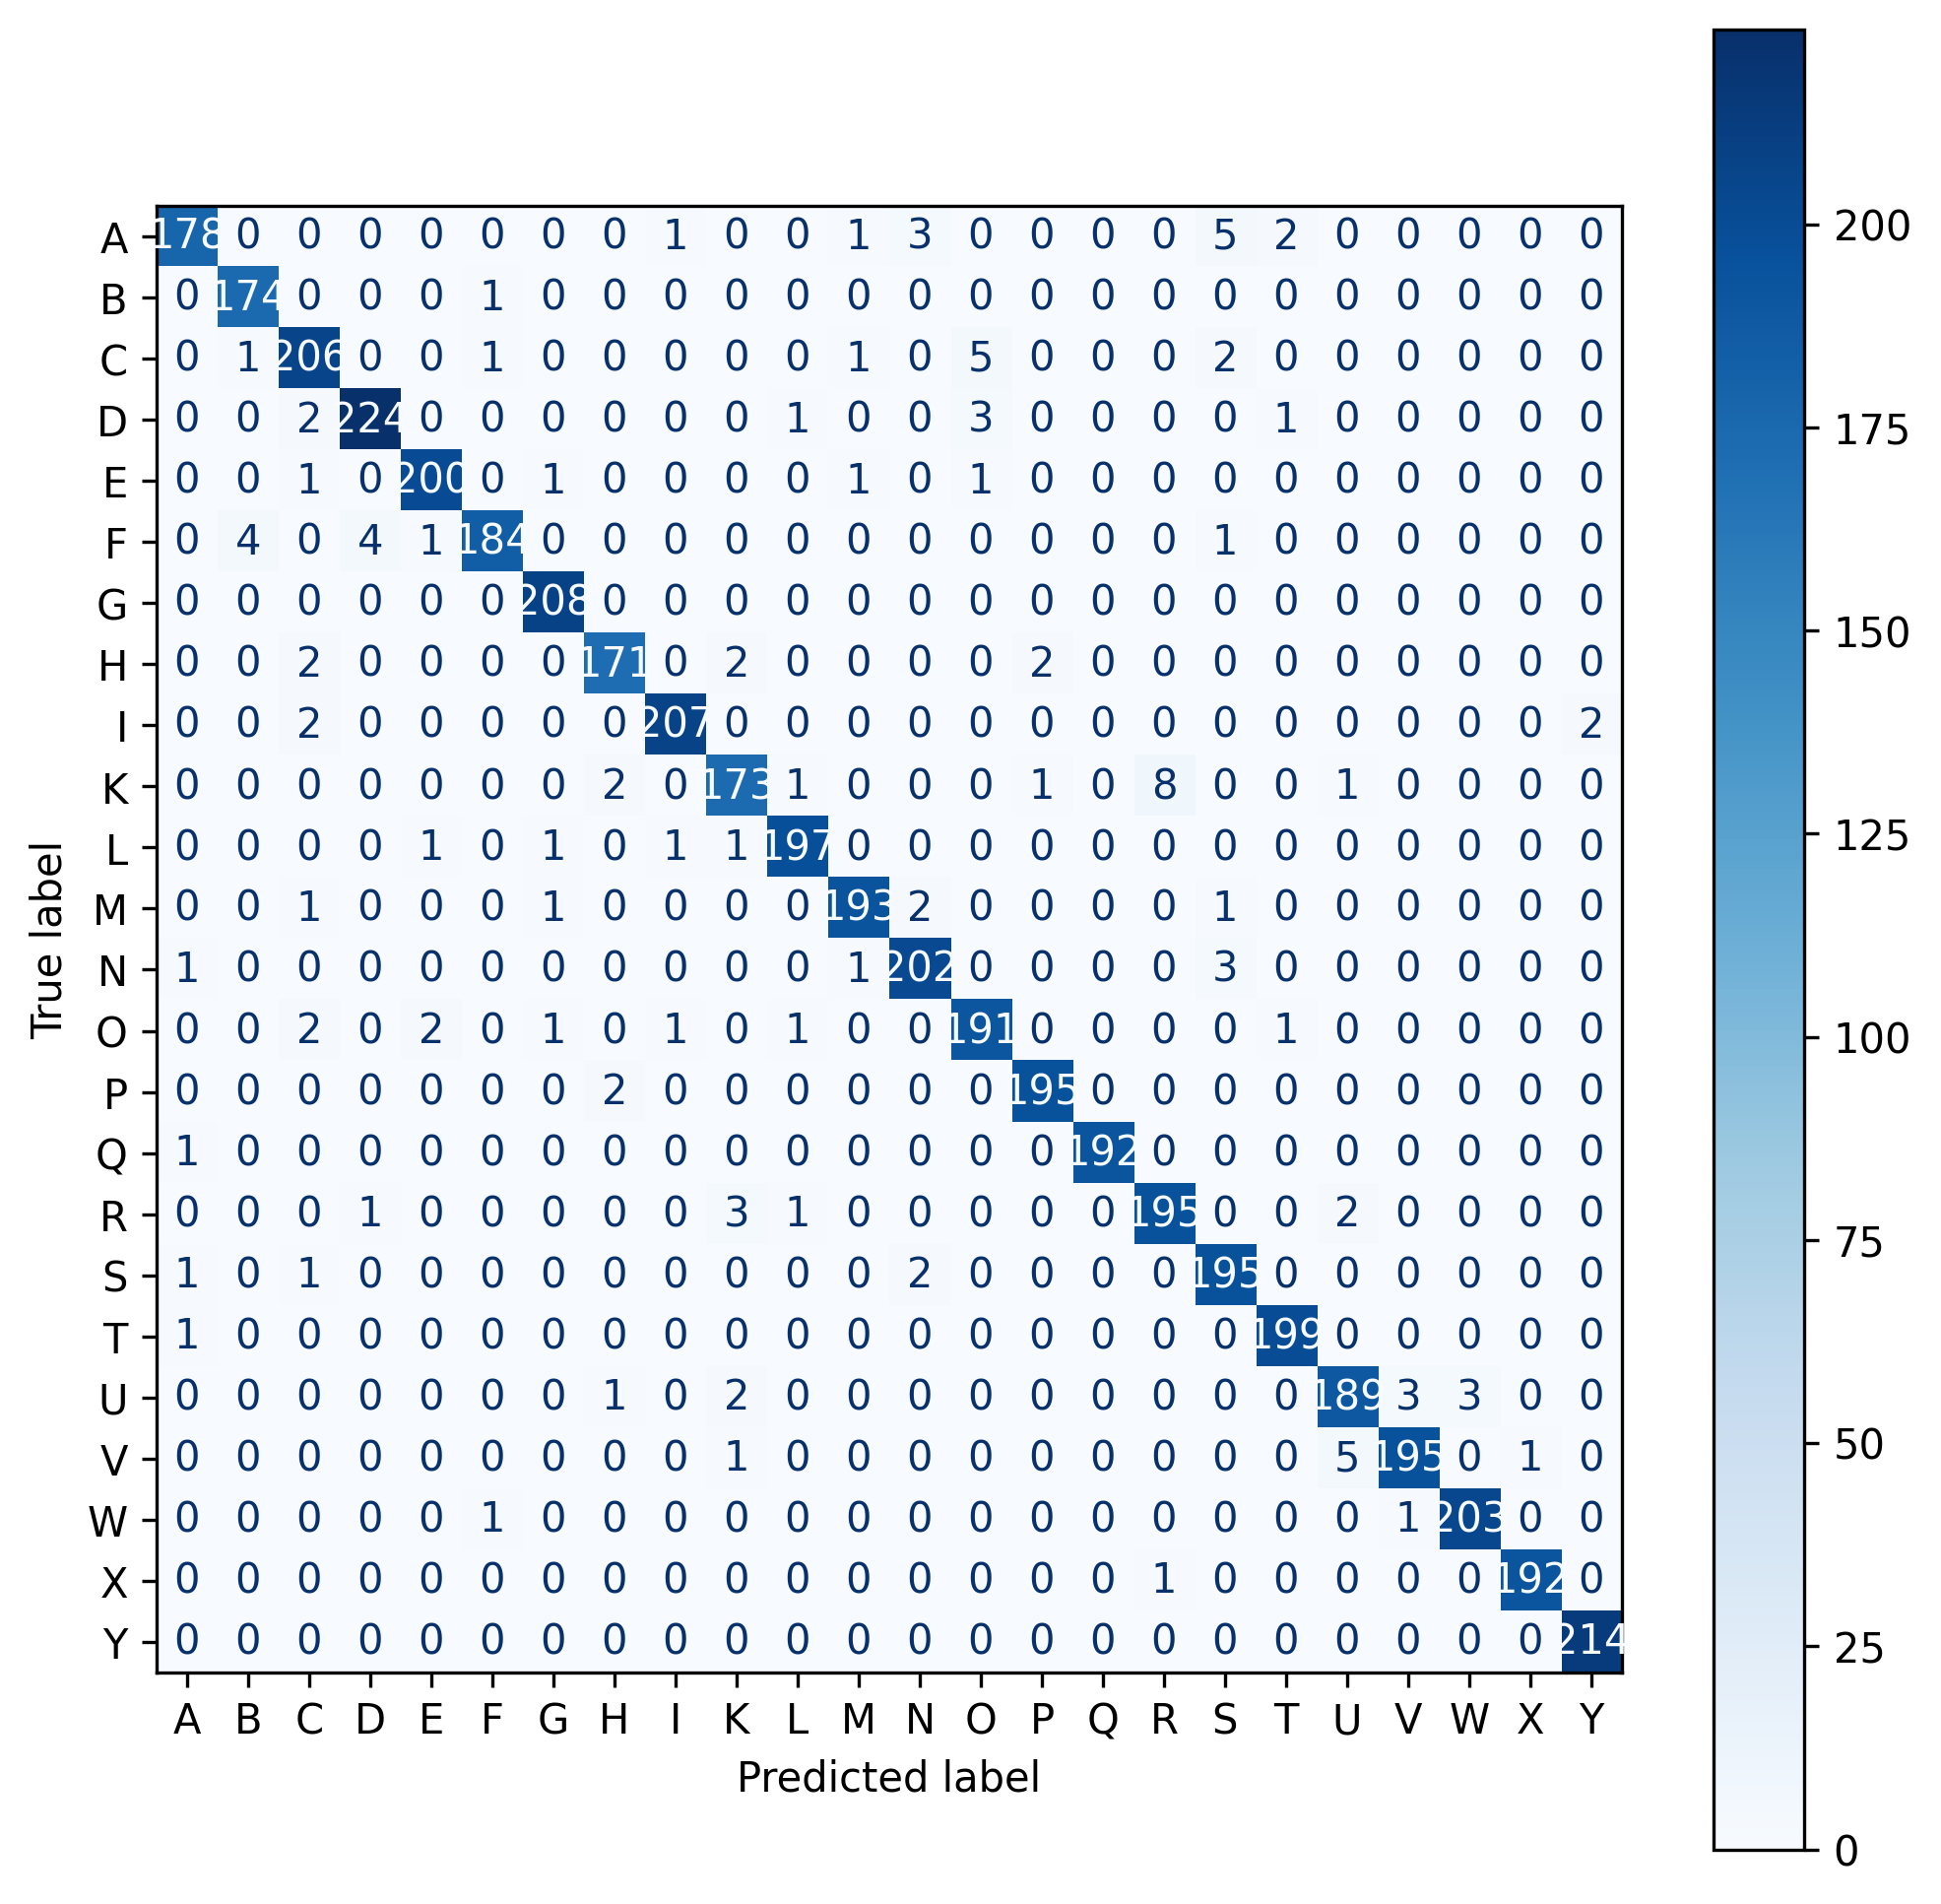 A 178 0 0 0 0 0 0 0 1 0 0 1 3 0 0 0 0 5 2 0 0 0 0 0
200
B 0 174 0 0 0 1 0 0 0 0 0 0 0 0 0 0 0 0 0 0 0 0 0 0
C 0 1 206 0 0 1 0 0 0 0 0 1 0 5 0 0 0 2 0 0 0 0 0 0
D 0 0 2 224 0 0 0 0 0 0 1 0 0 3 0 0 0 0 1 0 0 0 0 0
175
E 0 0 1 0 200 0 1 0 0 0 0 1 0 1 0 0 0 0 0 0 0 0 0 0
F 0 4 0 4 1 184 0 0 0 0 0 0 0 0 0 0 0 1 0 0 0 0 0 0
G 0 0 0 0 0 0 208 0 0 0 0 0 0 0 0 0 0 0 0 0 0 0 0 0
150
H 0 0 2 0 0 0 0 171 0 2 0 0 0 0 2 0 0 0 0 0 0 0 0 0
I 0 0 2 0 0 0 0 0 207 0 0 0 0 0 0 0 0 0 0 0 0 0 0 2
K 0 0 0 0 0 0 0 2 0 173 1 0 0 0 1 0 8 0 0 1 0 0 0 0
125
L 0 0 0 0 1 0 1 0 1 1 197 0 0 0 0 0 0 0 0 0 0 0 0 0
True label
M 0 0 1 0 0 0 1 0 0 0 0 193 2 0 0 0 0 1 0 0 0 0 0 0
N 1 0 0 0 0 0 0 0 0 0 0 1 202 0 0 0 0 3 0 0 0 0 0 0
O 0 0 2 0 2 0 1 0 1 0 1 0 0 191 0 0 0 0 1 0 0 0 0 0
100
P 0 0 0 0 0 0 0 2 0 0 0 0 0 0 195 0 0 0 0 0 0 0 0 0
Q 1 0 0 0 0 0 0 0 0 0 0 0 0 0 0 192 0 0 0 0 0 0 0 0
R 0 0 0 1 0 0 0 0 0 3 1 0 0 0 0 0 195 0 0 2 0 0 0 0
75
S 1 0 1 0 0 0 0 0 0 0 0 0 2 0 0 0 0 195 0 0 0 0 0 0
T 1 0 0 0 0 0 0 0 0 0 0 0 0 0 0 0 0 0 199 0 0 0 0 0
U 0 0 0 0 0 0 0 1 0 2 0 0 0 0 0 0 0 0 0 189 3 3 0 0
50
V 0 0 0 0 0 0 0 0 0 1 0 0 0 0 0 0 0 0 0 5 195 0 1 0
W 0 0 0 0 0 1 0 0 0 0 0 0 0 0 0 0 0 0 0 0 1 203 0 0
X 0 0 0 0 0 0 0 0 0 0 0 0 0 0 0 0 1 0 0 0 0 0 192 0
Y 0 0 0 0 0 0 0 0 0 0 0 0 0 0 0 0 0 0 0 0 0 0 0 214
25
A B C D E F G H I K L M N O P Q R S T U V W X Y
Predicted label
0